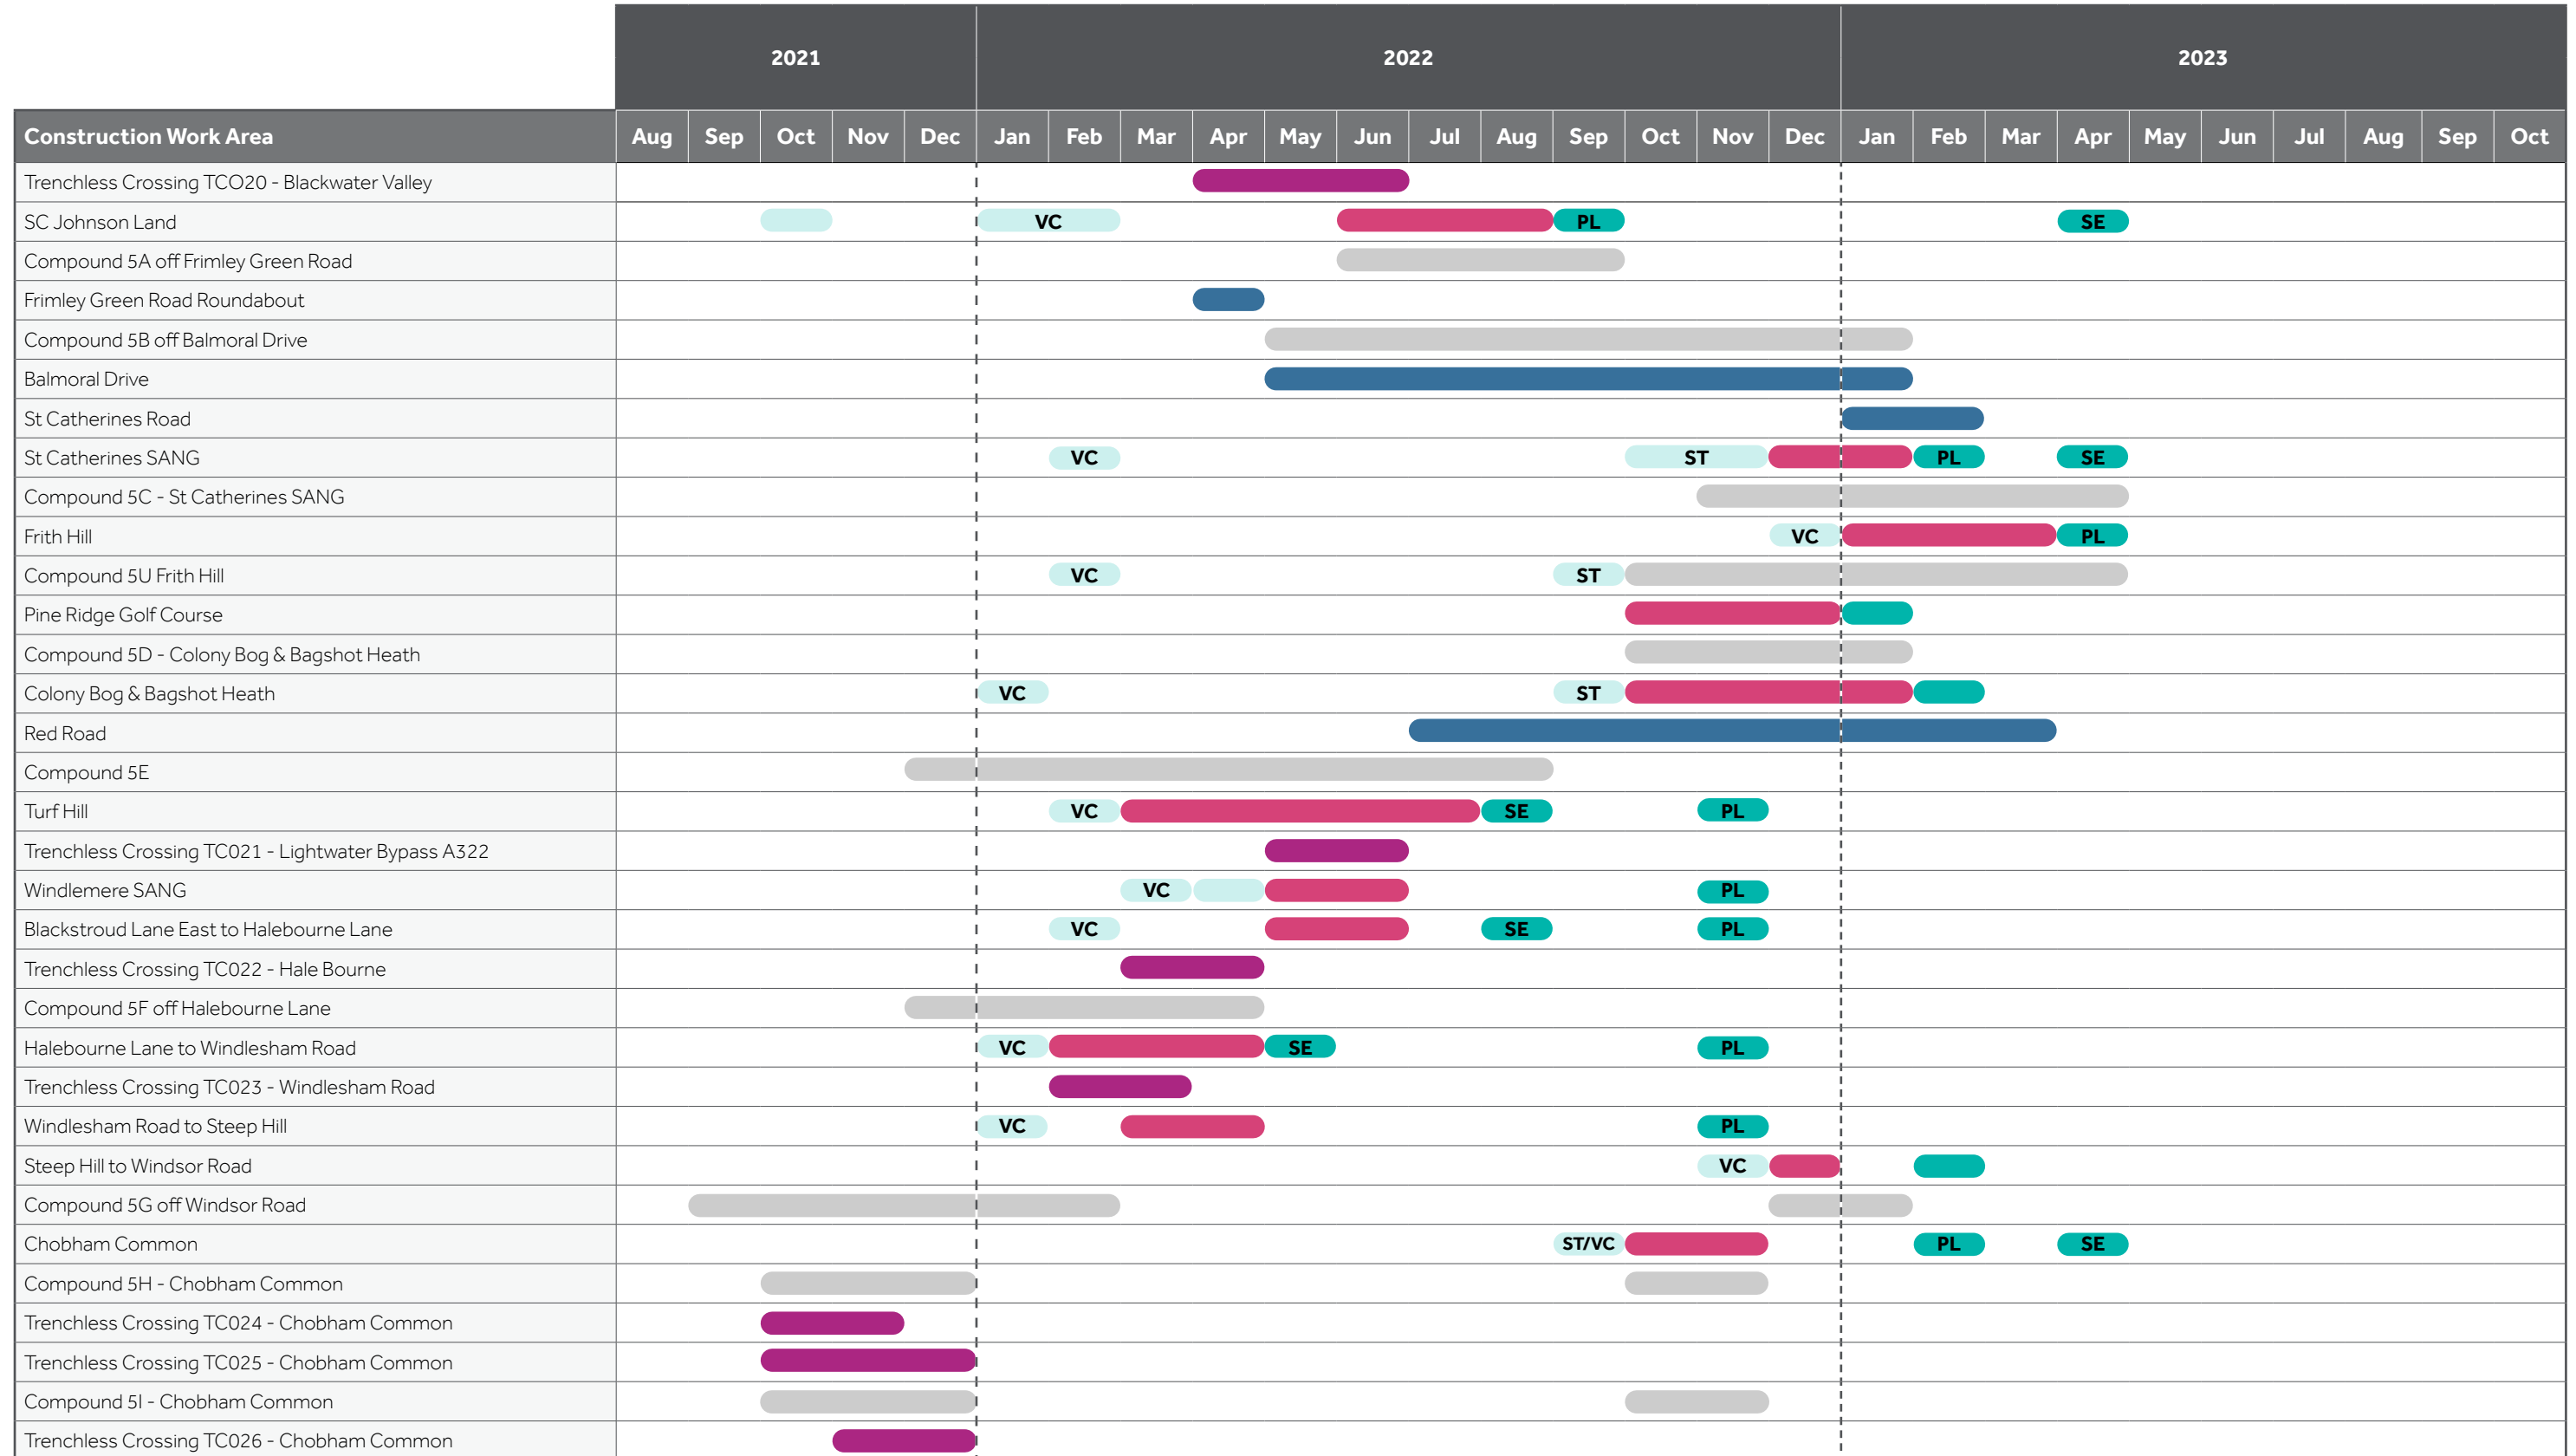 2021 2022 2023
Construction Work Area Aug Sep Oct Nov Dec Jan Feb Mar Apr May Jun Jul Aug Sep Oct Nov Dec Jan Feb Mar Apr May Jun Jul Aug Sep Oct
Trenchless Crossing TCO20 - Blackwater Valley
SC Johnson Land VC PL SE
Compound 5A off Frimley Green Road
Frimley Green Road Roundabout
Compound 5B off Balmoral Drive
Balmoral Drive
St Catherines Road
St Catherines SANG VC ST PL SE
Compound 5C - St Catherines SANG
Frith Hill VC PL
Compound 5U Frith Hill VC ST
Pine Ridge Golf Course
Compound 5D - Colony Bog & Bagshot Heath
Colony Bog & Bagshot Heath VC ST
Red Road
Compound 5E
Turf Hill VC SE PL
Trenchless Crossing TC021 - Lightwater Bypass A322
Windlemere SANG VC PL
Blackstroud Lane East to Halebourne Lane VC SE PL
Trenchless Crossing TC022 - Hale Bourne
Compound 5F off Halebourne Lane
Halebourne Lane to Windlesham Road VC SE PL
Trenchless Crossing TC023 - Windlesham Road
Windlesham Road to Steep Hill VC PL
Steep Hill to Windsor Road VC
Compound 5G off Windsor Road
Chobham Common ST/VC PL SE
Compound 5H - Chobham Common
Trenchless Crossing TC024 - Chobham Common
Trenchless Crossing TC025 - Chobham Common
Compound 5I - Chobham Common
Trenchless Crossing TC026 - Chobham Common